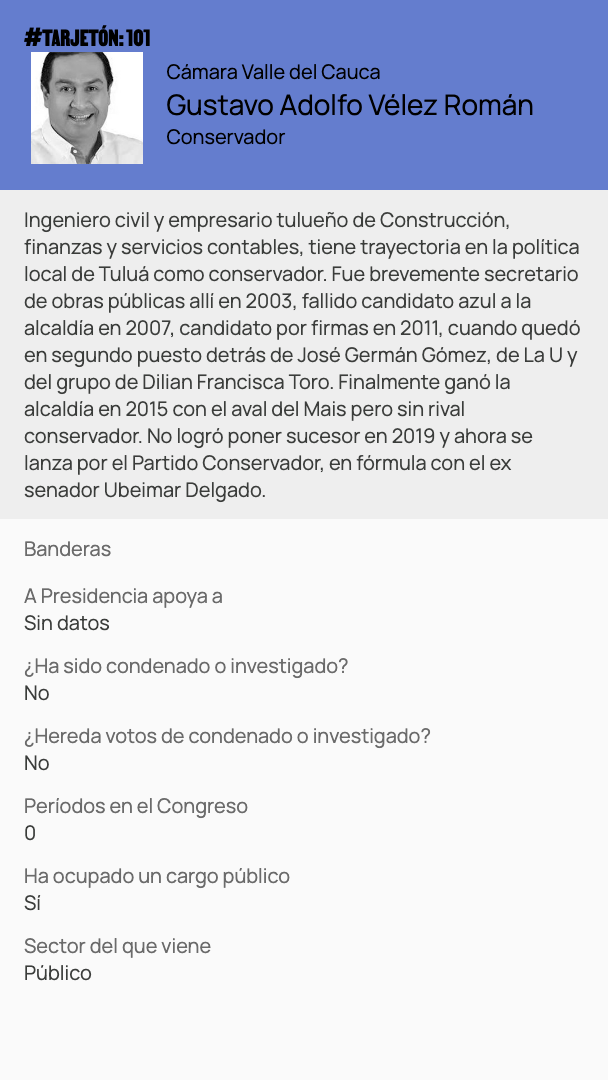 #TARJETÓN: 101
Cámara Valle del Cauca
Gustavo Adolfo Vélez Román
Conservador
Ingeniero civil y empresario tulueño de Construcción,
finanzas y servicios contables, tiene trayectoria en la política
local de Tuluá como conservador. Fue brevemente secretario
de obras públicas allí en 2003, fallido candidato azul a la
alcaldía en 2007, candidato por firmas en 2011, cuando quedó
en segundo puesto detrás de José Germán Gómez, de La U y
del grupo de Dilian Francisca Toro. Finalmente ganó la
alcaldía en 2015 con el aval del Mais pero sin rival
conservador. No logró poner sucesor en 2019 y ahora se
lanza por el Partido Conservador, en fórmula con el ex
senador Ubeimar Delgado.
Banderas
A Presidencia apoya a
Sin datos
¿Ha sido condenado o investigado?
No
¿Hereda votos de condenado o investigado?
No
Períodos en el Congreso
0
Ha ocupado un cargo público
Sí
Sector del que viene
Público